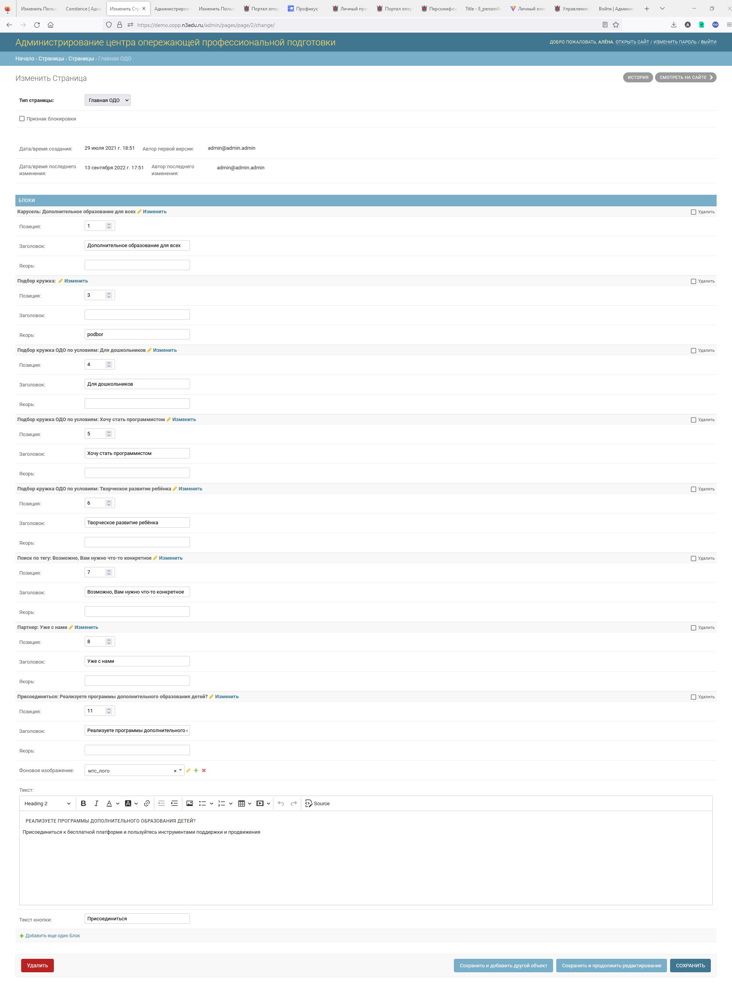 Изменить Польз
Constance | Адми
Изменить Стр
Администрирова
Изменить Польз
Портал опер
Профикус
Личный про
Портал опер
Персонифиц
Title - 8_personifi
Личный элек
Управление
Войти | Админис
https://demo.copp.n3edu.ru/admin/pages/page/2/change/
Администрирование центра опережающей профессиональной подготовки
ДОБРО ПОЖАЛОВАТЬ, АЛЁНА. ОТКРЫТЬ САЙТ / ИЗМЕНИТЬ ПАРОЛЬ / ВЫЙТИ
Начало › Страницы › Страницы › Главная ОДО
Изменить Страница
ИСТОРИЯ
СМОТРЕТЬ НА САЙТЕ
Тип страницы: Главная ОДО
Признак блокировки
Дата/время создания: 29 июля 2021 г. 18:51 Автор первой версии: admin@admin.admin
Дата/время последнего изменения: 13 сентября 2022 г. 17:51 Автор последнего изменения: admin@admin.admin
БЛОКИ
Карусель: Дополнительное образование для всех Изменить Удалить
Позиция: 1
Заголовок: Дополнительное образование для всех
Якорь:
Подбор кружка: Изменить Удалить
Позиция: 3
Заголовок:
Якорь: podbor
Подбор кружка ОДО по условиям: Для дошкольников Изменить Удалить
Позиция: 4
Заголовок: Для дошкольников
Якорь:
Подбор кружка ОДО по условиям: Хочу стать программистом Изменить Удалить
Позиция: 5
Заголовок: Хочу стать программистом
Якорь:
Подбор кружка ОДО по условиям: Творческое развитие ребёнка Изменить Удалить
Позиция: 6
Заголовок: Творческое развитие ребёнка
Якорь:
Поиск по тегу: Возможно, Вам нужно что-то конкретное Изменить Удалить
Позиция: 7
Заголовок: Возможно, Вам нужно что-то конкретное
Якорь:
Партнер: Уже с нами Изменить Удалить
Позиция: 8
Заголовок: Уже с нами
Якорь:
Присоединиться: Реализуете программы дополнительного образования детей? Изменить Удалить
Позиция: 11
Заголовок: Реализуете программы дополнительного
Якорь:
Фоновое изображение: мтс_лого
Текст:
Heading 2 Source
РЕАЛИЗУЕТЕ ПРОГРАММЫ ДОПОЛНИТЕЛЬНОГО ОБРАЗОВАНИЯ ДЕТЕЙ?
Присоединиться к бесплатной платформе и пользуйтесь инструментами поддержки и продвижения
Текст кнопки: Присоединиться
Добавить еще один Блок
Удалить
Сохранить и добавить другой объект
Сохранить и продолжить редактирование
СОХРАНИТЬ